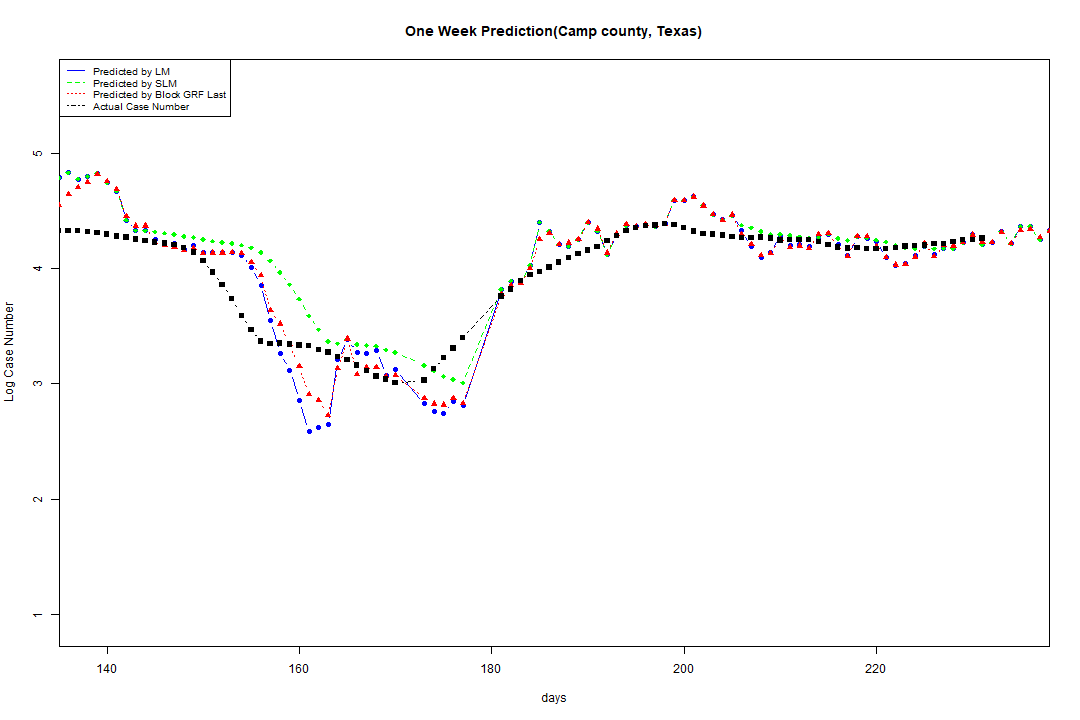 One Week Prediction(Camp county, Texas)
Predicted by LM
Predicted by SLM
Predicted by Block GRF Last
Actual Case Number
5
4
3
2
1
Log Case Number
140 160 180 200 220
days